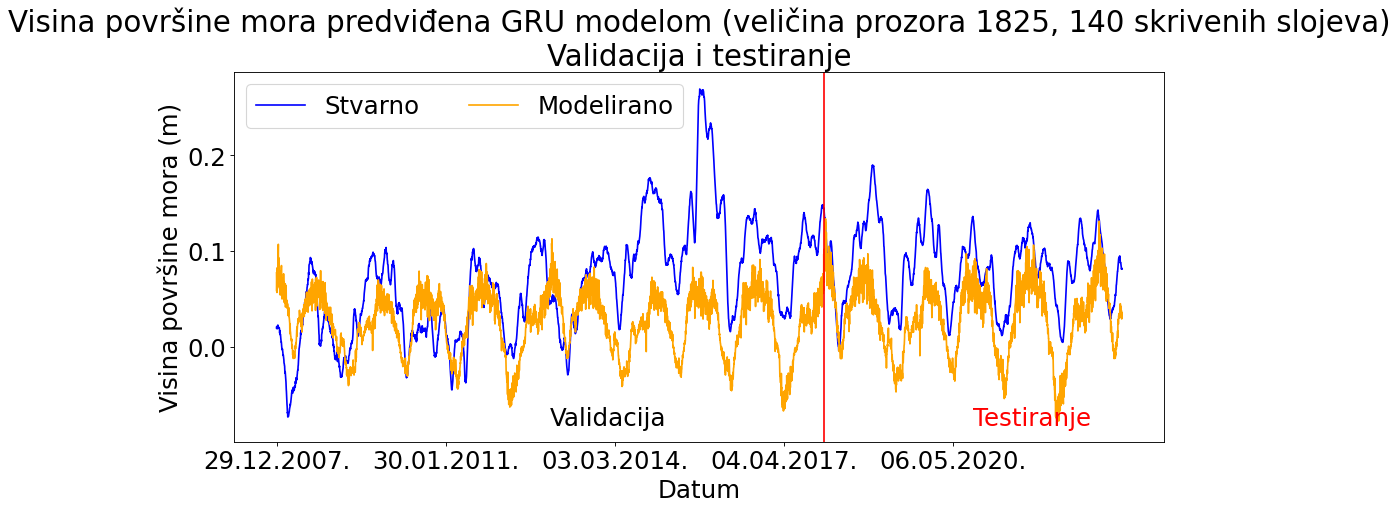 Visina površine mora predviđena GRU modelom (veličina prozora 1825, 140 skrivenih slojeva)
Validacija i testiranje
Stvarno
Modelirano
Visina površine mora (m)
0.2
0.1
0.0
Validacija
Testiranje
29.12.2007.
30.01.2011.
03.03.2014.
04.04.2017.
06.05.2020.
Datum